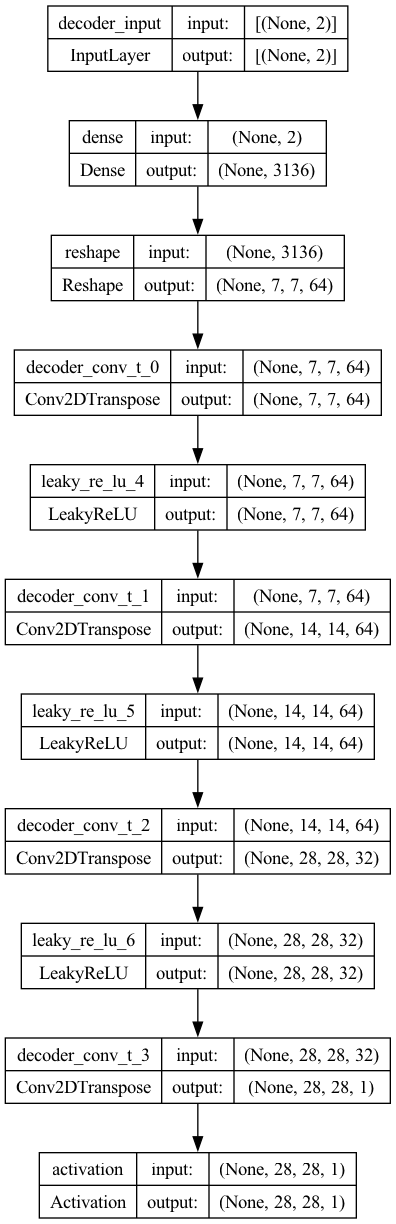 decoder_input input: [(None, 2)]
InputLayer output: [(None, 2)]
dense input: (None, 2)
Dense output: (None, 3136)
reshape input: (None, 3136)
Reshape output: (None, 7, 7, 64)
decoder_conv_t_0 input: (None, 7, 7, 64)
Conv2DTranspose output: (None, 7, 7, 64)
leaky_re_lu_4 input: (None, 7, 7, 64)
LeakyReLU output: (None, 7, 7, 64)
decoder_conv_t_1 input: (None, 7, 7, 64)
Conv2DTranspose output: (None, 14, 14, 64)
leaky_re_lu_5 input: (None, 14, 14, 64)
LeakyReLU output: (None, 14, 14, 64)
decoder_conv_t_2 input: (None, 14, 14, 64)
Conv2DTranspose output: (None, 28, 28, 32)
leaky_re_lu_6 input: (None, 28, 28, 32)
LeakyReLU output: (None, 28, 28, 32)
decoder_conv_t_3 input: (None, 28, 28, 32)
Conv2DTranspose output: (None, 28, 28, 1)
activation input: (None, 28, 28, 1)
Activation output: (None, 28, 28, 1)